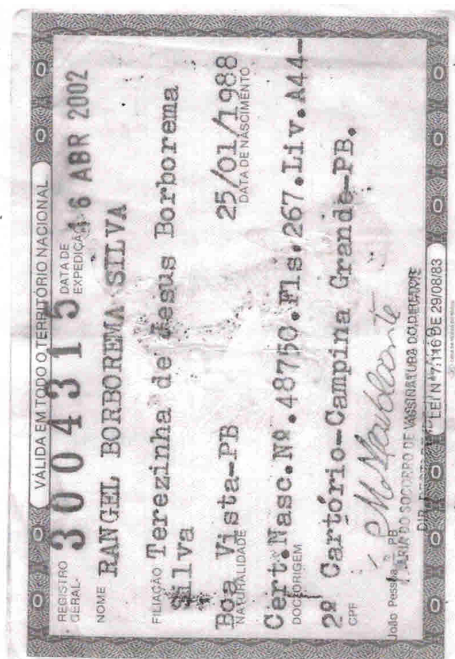 VALIDA EM TODO O TERRITÓRIO NACIONAL
REGISTRO GERAL 3004315 DATA DE EXPEDIÇÃO 16 ABR 2002
NOME RANGEL BORBOREMA SILVA
FILIAÇÃO Terezinha de Jesus Borborema
Silva
Boa Vista-PB 25/01/1988
NATURALIDADE DATA DE NASCIMENTO
Cert.Nasc.Nº.48750.Fls.267.Liv.A44-
DOC ORIGEM
2º Cartório-Campina Grande-PB.
CPF
João Pessoa - PB
ASSINATURA DO DIRETOR
LEI Nº 7.116 DE 29/08/83